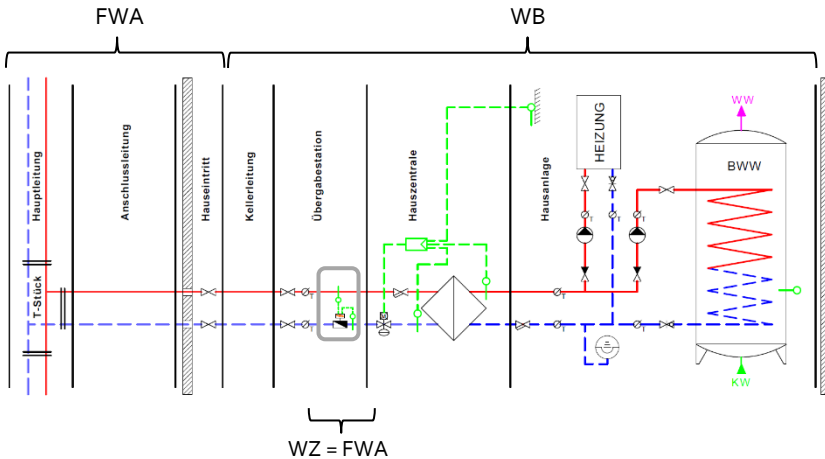 FWA
WB
Hauptleitung
T-Stück
Anschlussleitung
Hauseintritt
Kellerleitung
Übergabestation
Hauszentrale
Hausanlage
HEIZUNG
WW
BWW
KW
T
T
T
T
T
T
T
T
WZ = FWA